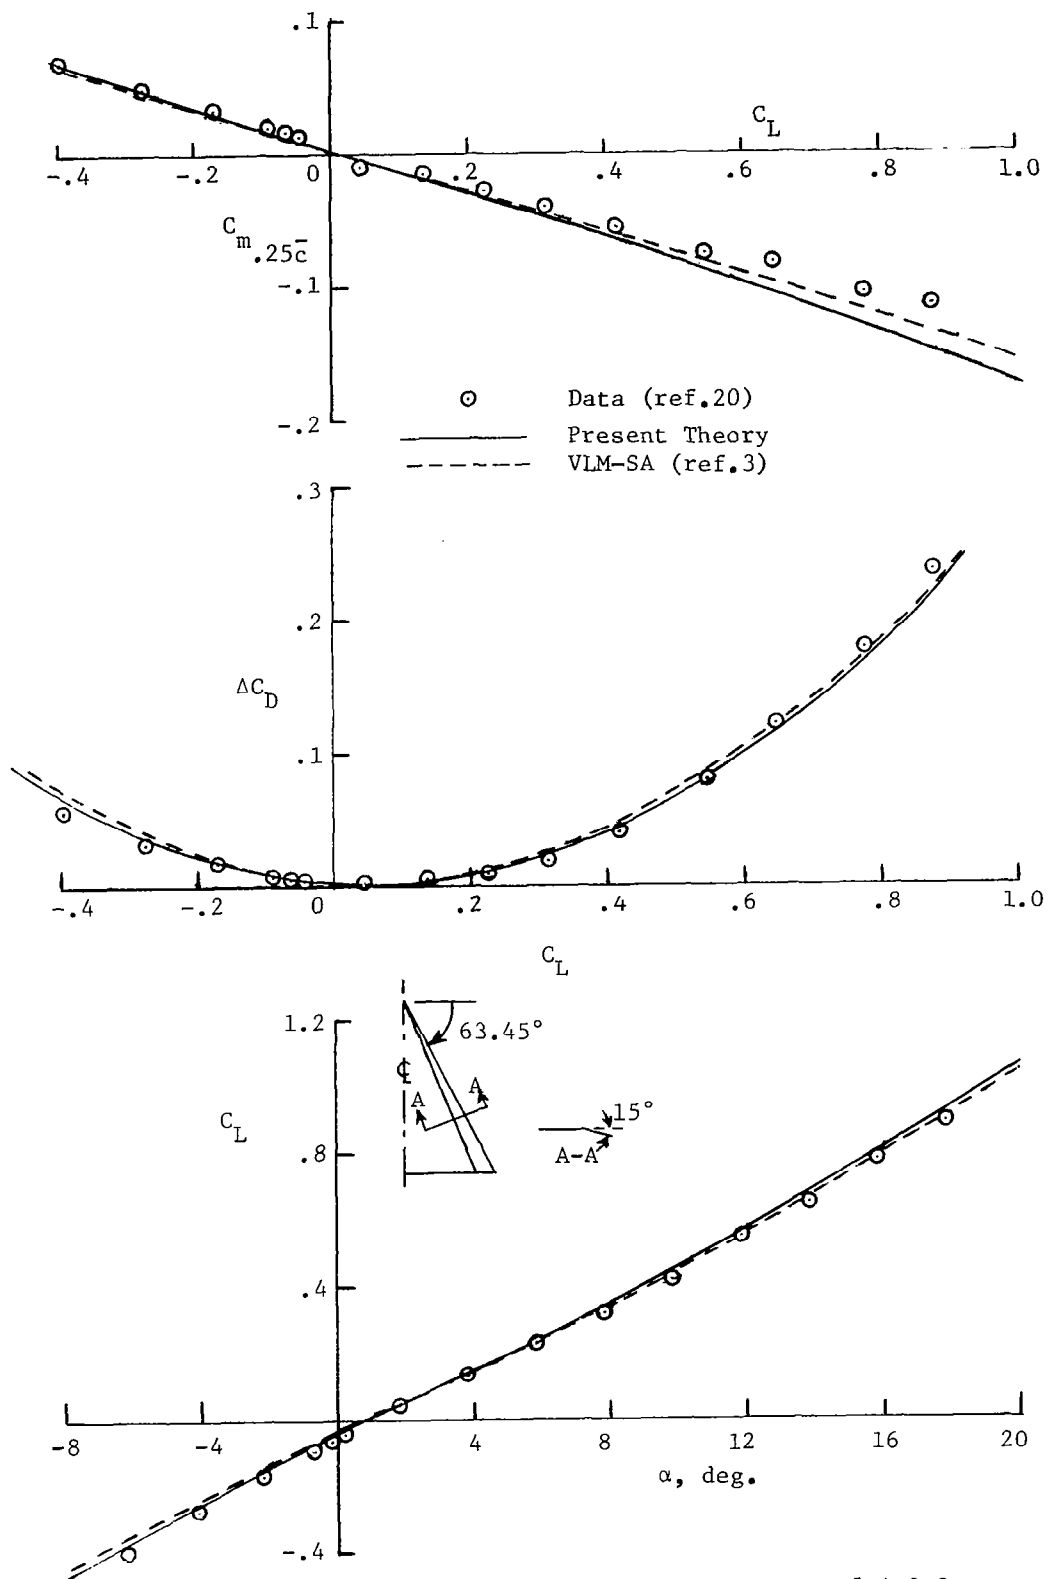 .1
C_L
-.4 -.2 0 .2 .4 .6 .8 1.0
C_m .25c̄
-.1
-.2
Data (ref.20)
Present Theory
VLM-SA (ref.3)
.3
.2
ΔC_D
.1
-.4 -.2 0 .2 .4 .6 .8 1.0
C_L
1.2
63.45°
℄
A A
15°
A-A
C_L
.8
.4
-8 -4 4 8 12 16 20
α, deg.
-.4